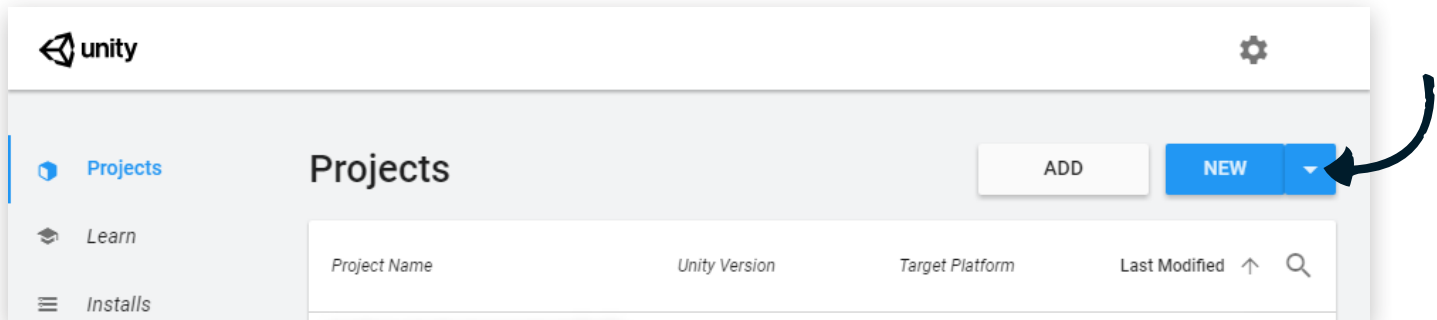 unity
Projects
Projects
ADD
NEW
Learn
Project Name
Unity Version
Target Platform
Last Modified
Installs